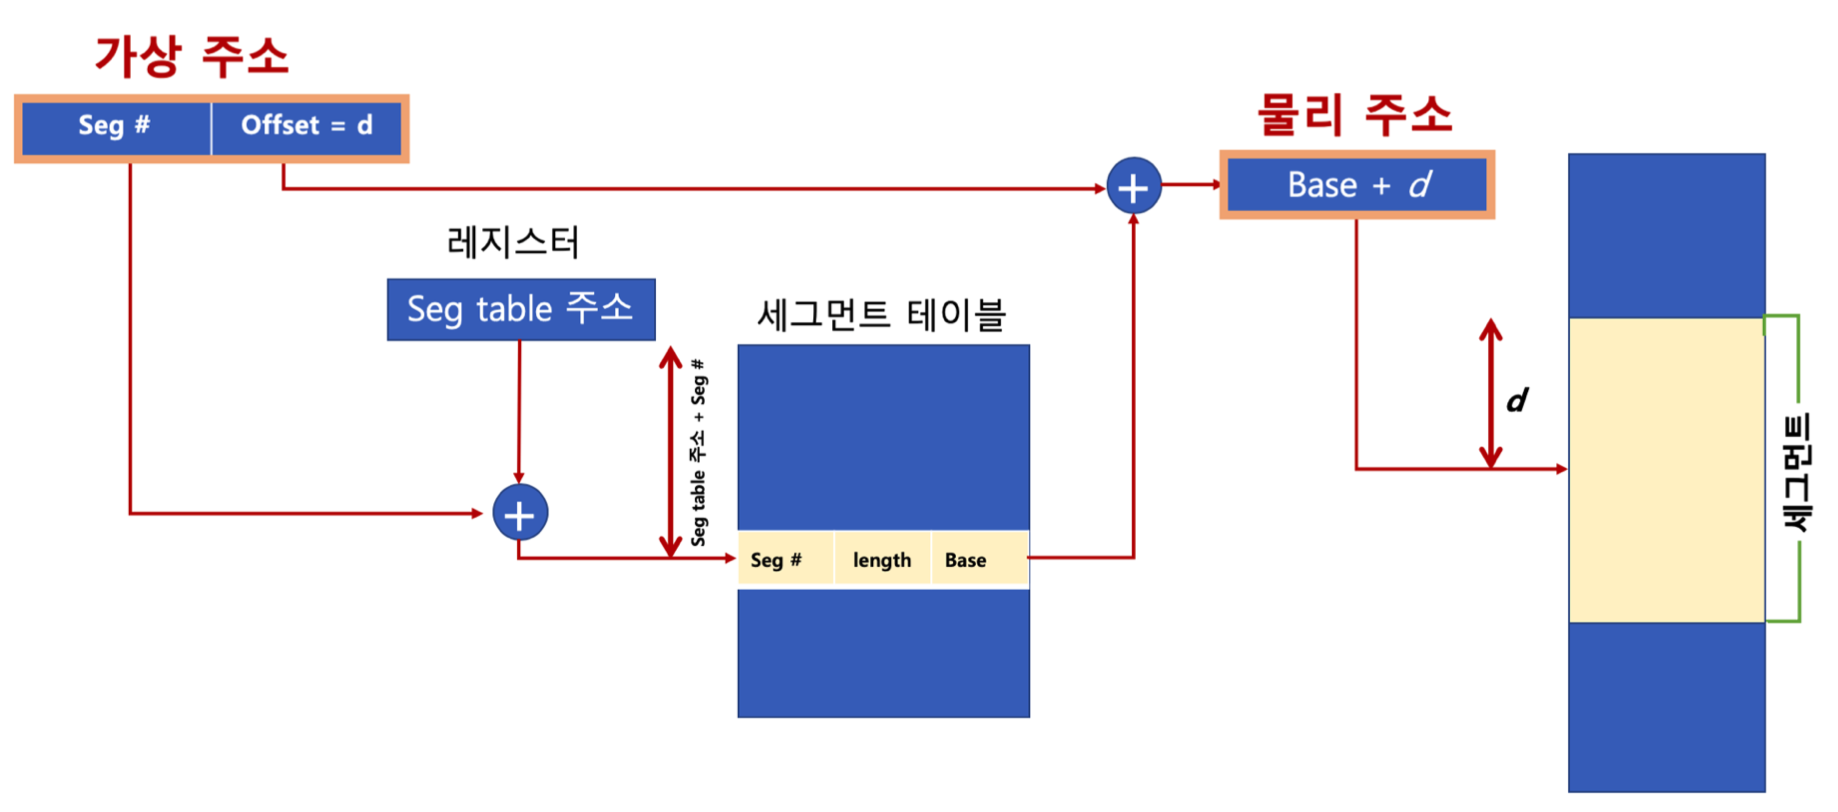 가상 주소
Seg #
Offset = d
물리 주소
Base + d
레지스터
Seg table 주소
세그먼트 테이블
Seg table 주소 + Seg #
Seg #
length
Base
d
세그먼트
+
+